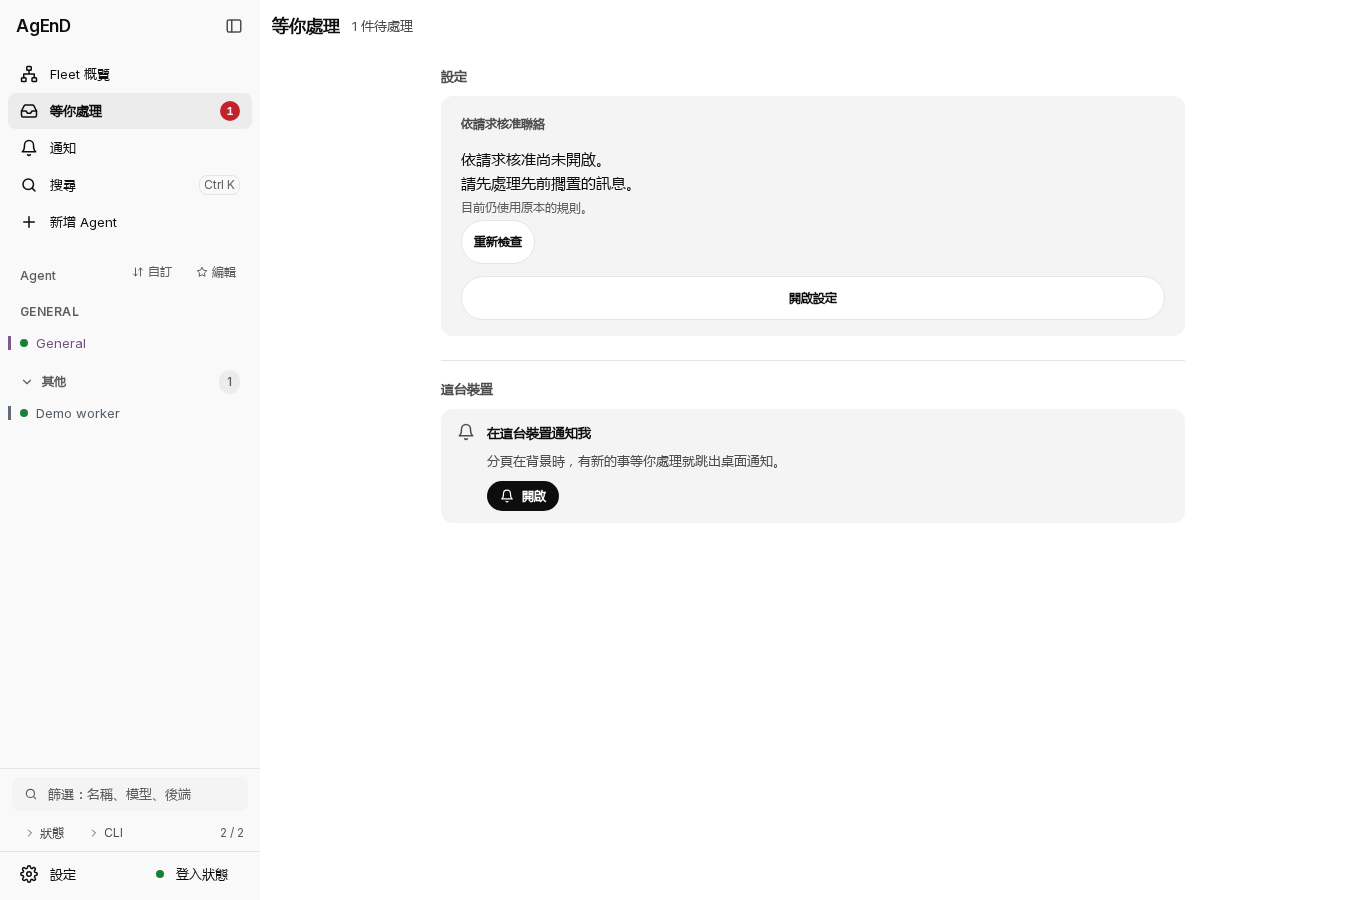 AgEnD
Fleet 概覽
等你處理
1
通知
搜尋
Ctrl K
新增 Agent
Agent
自訂
編輯
GENERAL
General
其他
1
Demo worker
篩選：名稱、模型、後端
狀態
CLI
2 / 2
設定
登入狀態
等你處理
1 件待處理
設定
依請求核准聯絡
依請求核准尚未開啟。
請先處理先前擱置的訊息。
目前仍使用原本的規則。
重新檢查
開啟設定
這台裝置
在這台裝置通知我
分頁在背景時，有新的事等你處理就跳出桌面通知。
開啟